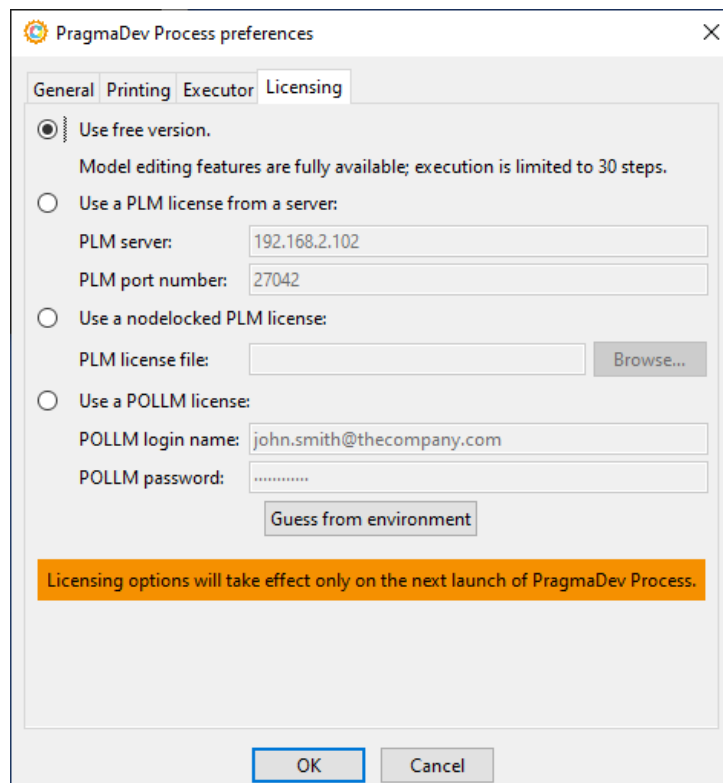 PragmaDev Process preferences
General Printing Executor Licensing
Use free version.
Model editing features are fully available; execution is limited to 30 steps.
Use a PLM license from a server:
PLM server: 192.168.2.102
PLM port number: 27042
Use a nodelocked PLM license:
PLM license file: Browse...
Use a POLLM license:
POLLM login name: john.smith@thecompany.com
POLLM password: ••••••••••••
Guess from environment
Licensing options will take effect only on the next launch of PragmaDev Process.
OK Cancel